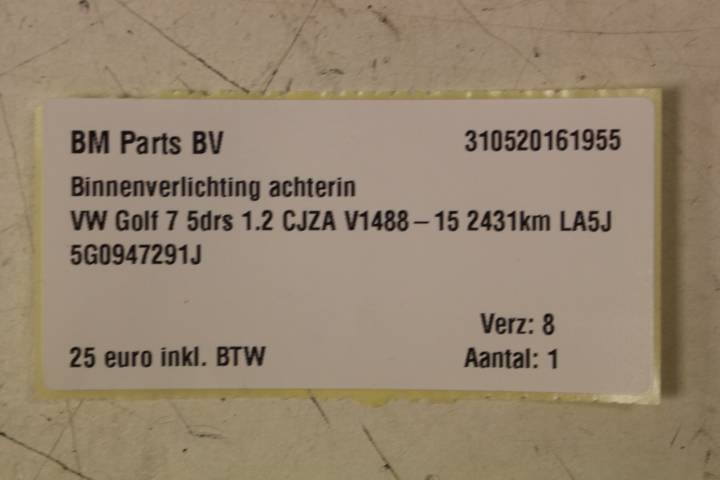 BM Parts BV 310520161955
Binnenverlichting achterin
VW Golf 7 5drs 1.2 CJZA V1488-15 2431km LA5J
5G0947291J
Verz: 8
25 euro inkl. BTW Aantal: 1